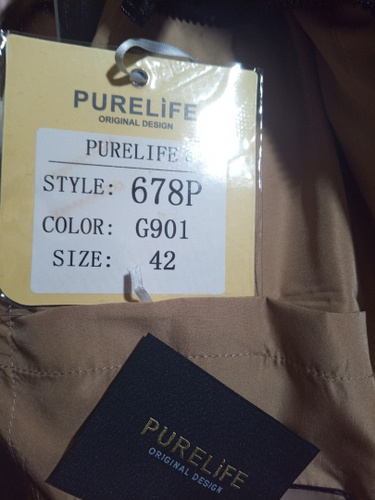 PURELiFE
ORIGINAL DESIGN
PURELIFE
STYLE: 678P
COLOR: G901
SIZE: 42
PURELiFE
ORIGINAL DESIGN